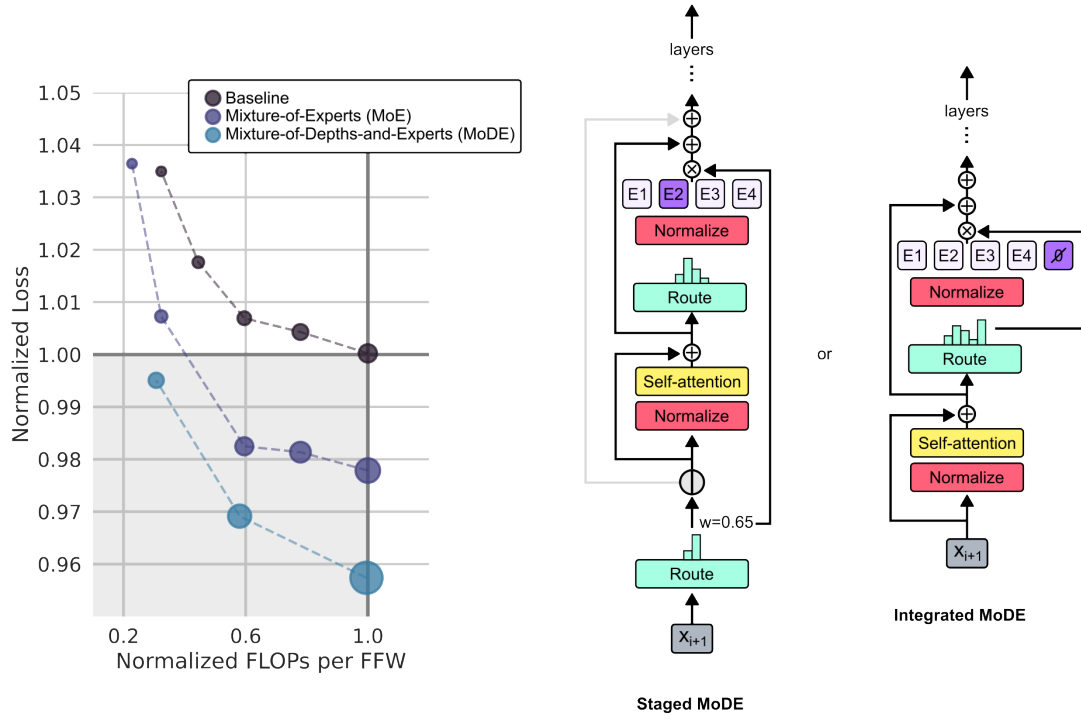 Baseline
Mixture-of-Experts (MoE)
Mixture-of-Depths-and-Experts (MoDE)
1.05
1.04
1.03
1.02
1.01
1.00
0.99
0.98
0.97
0.96
Normalized Loss
0.2 0.6 1.0
Normalized FLOPs per FFW
layers
E1 E2 E3 E4
Normalize
Route
Self-attention
Normalize
w=0.65
Route
xi+1
Staged MoDE
or
layers
E1 E2 E3 E4 0
Normalize
Route
Self-attention
Normalize
xi+1
Integrated MoDE